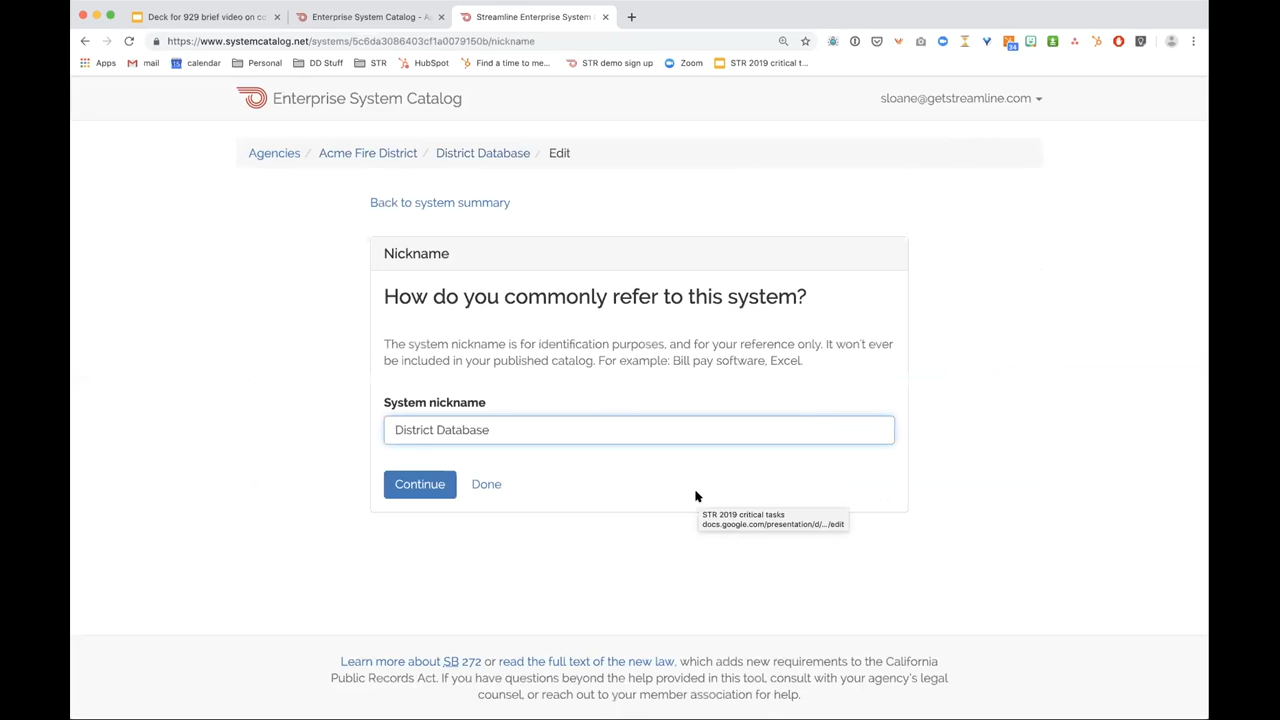 Deck for 929 brief video on co
Enterprise System Catalog - A
Streamline Enterprise System
https://www.systemcatalog.net/systems/5c6da3086403cf1a0079150b/nickname
34
Apps mail calendar Personal DD Stuff STR HubSpot Find a time to me... STR demo sign up Zoom STR 2019 critical t...
Enterprise System Catalog
sloane@getstreamline.com
Agencies / Acme Fire District / District Database / Edit
Back to system summary
Nickname
How do you commonly refer to this system?
The system nickname is for identification purposes, and for your reference only. It won't ever
be included in your published catalog. For example: Bill pay software, Excel.
System nickname
District Database
Continue Done
STR 2019 critical tasks
docs.google.com/presentation/d/.../edit
Learn more about SB 272 or read the full text of the new law, which adds new requirements to the California
Public Records Act. If you have questions beyond the help provided in this tool, consult with your agency's legal
counsel, or reach out to your member association for help.